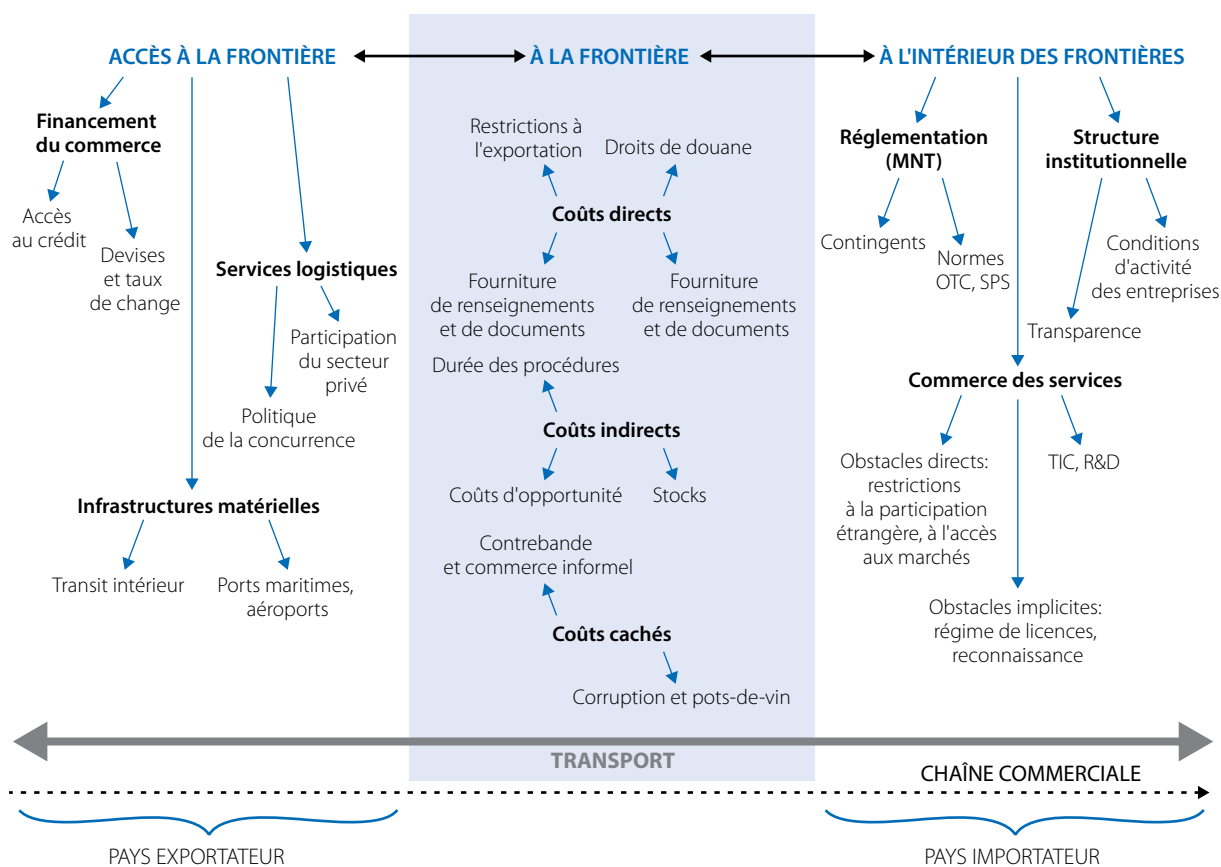 ACCÈS À LA FRONTIÈRE
À LA FRONTIÈRE
À L'INTÉRIEUR DES FRONTIÈRES
Financement
du commerce
Accès
au crédit
Devises
et taux
de change
Services logistiques
Participation
du secteur
privé
Politique
de la concurrence
Infrastructures matérielles
Transit intérieur
Ports maritimes,
aéroports
Restrictions à
l'exportation
Droits de douane
Coûts directs
Fourniture
de renseignements
et de documents
Fourniture
de renseignements
et de documents
Durée des procédures
Coûts indirects
Coûts d'opportunité
Stocks
Contrebande
et commerce informel
Coûts cachés
Corruption et pots-de-vin
Réglementation
(MNT)
Contingents
Normes
OTC, SPS
Structure
institutionnelle
Conditions
d'activité
des entreprises
Transparence
Commerce des services
Obstacles directs:
restrictions
à la participation
étrangère, à l'accès
aux marchés
TIC, R&D
Obstacles implicites:
régime de licences,
reconnaissance
TRANSPORT
CHAÎNE COMMERCIALE
PAYS EXPORTATEUR
PAYS IMPORTATEUR